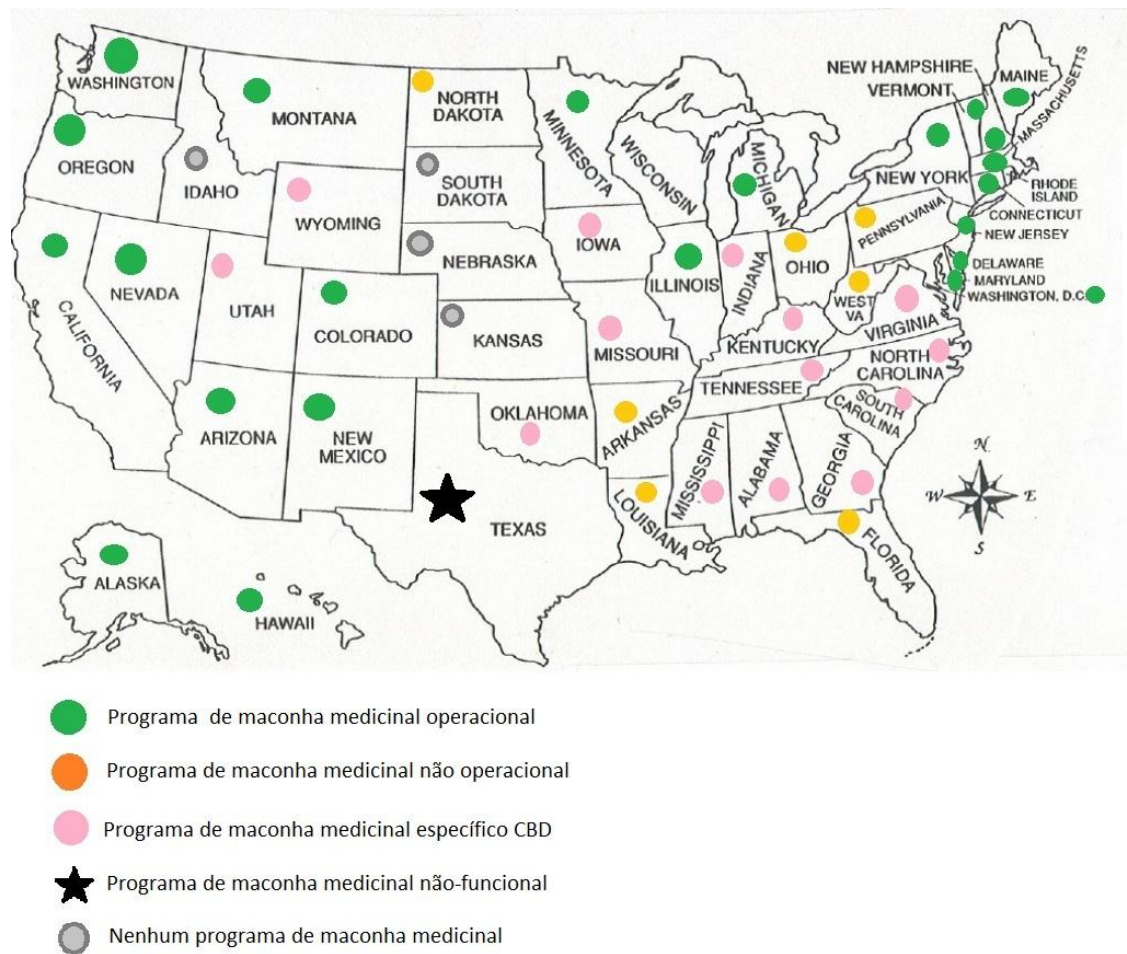 WASHINGTON
OREGON
CALIFORNIA
NEVADA
IDAHO
MONTANA
WYOMING
UTAH
ARIZONA
COLORADO
NEW
MEXICO
NORTH
DAKOTA
SOUTH
DAKOTA
NEBRASKA
KANSAS
OKLAHOMA
TEXAS
MINNESOTA
IOWA
MISSOURI
ARKANSAS
LOUISIANA
WISCONSIN
ILLINOIS
MICHIGAN
INDIANA
OHIO
KENTUCKY
TENNESSEE
MISSISSIPPI
ALABAMA
GEORGIA
FLORIDA
SOUTH
CAROLINA
NORTH
CAROLINA
VIRGINIA
WEST
VA
PENNSYLVANIA
NEW YORK
NEW HAMPSHIRE
VERMONT
MAINE
MASSACHUSETTS
RHODE
ISLAND
CONNECTICUT
NEW JERSEY
DELAWARE
MARYLAND
WASHINGTON, D.C
ALASKA
HAWAII
N
W
E
S
Programa de maconha medicinal operacional
Programa de maconha medicinal não operacional
Programa de maconha medicinal específico CBD
Programa de maconha medicinal não-funcional
Nenhum programa de maconha medicinal